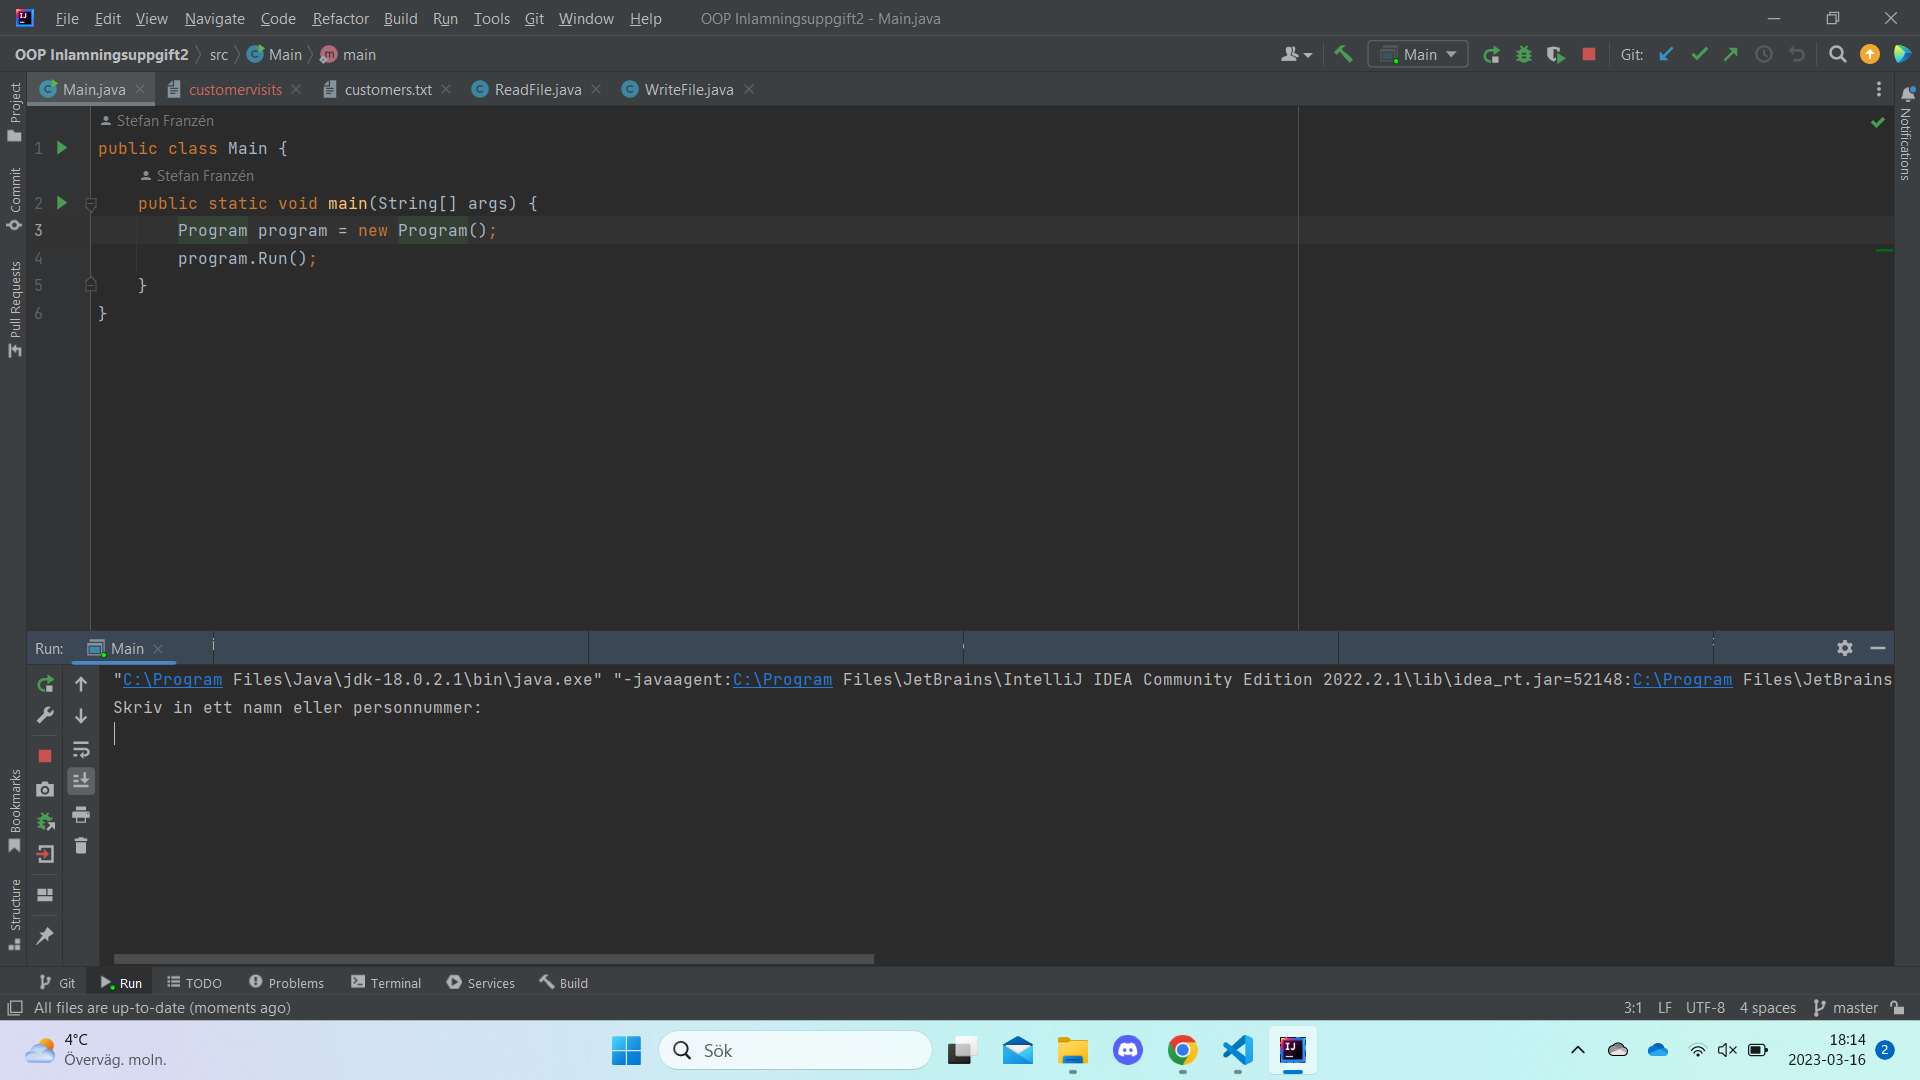 File Edit View Navigate Code Refactor Build Run Tools Git Window Help OOP Inlamningsuppgift2 - Main.java
OOP Inlamningsuppgift2 src Main main Main Git:
Main.java customervisits customers.txt ReadFile.java WriteFile.java
Project
Commit
Pull Requests
Bookmarks
Structure
Notifications
Stefan Franzén
1 public class Main {
Stefan Franzén
2 public static void main(String[] args) {
3 Program program = new Program();
4 program.Run();
5 }
6 }
Run: Main
"C:\Program Files\Java\jdk-18.0.2.1\bin\java.exe" "-javaagent:C:\Program Files\JetBrains\IntelliJ IDEA Community Edition 2022.2.1\lib\idea_rt.jar=52148:C:\Program Files\JetBrains
Skriv in ett namn eller personnummer:
Git Run TODO Problems Terminal Services Build
All files are up-to-date (moments ago) 3:1 LF UTF-8 4 spaces master
4°C
Överväg. moln.
Sök
18:14
2023-03-16
2